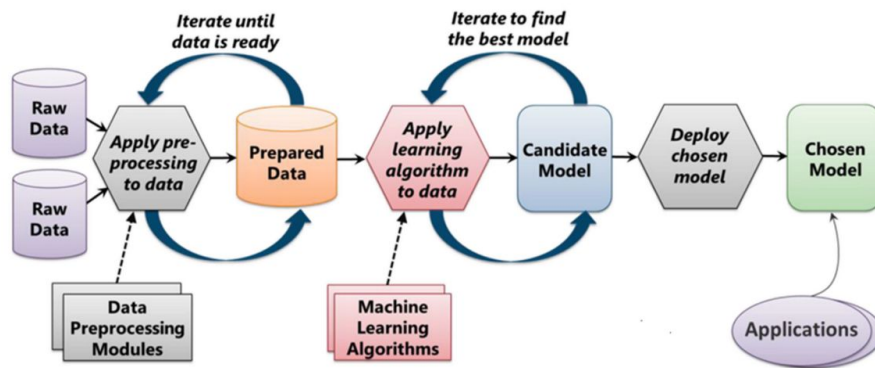 Iterate until
data is ready
Iterate to find
the best model
Raw
Data
Raw
Data
Apply pre-
processing
to data
Prepared
Data
Apply
learning
algorithm
to data
Candidate
Model
Deploy
chosen
model
Chosen
Model
Data
Preprocessing
Modules
Machine
Learning
Algorithms
Applications